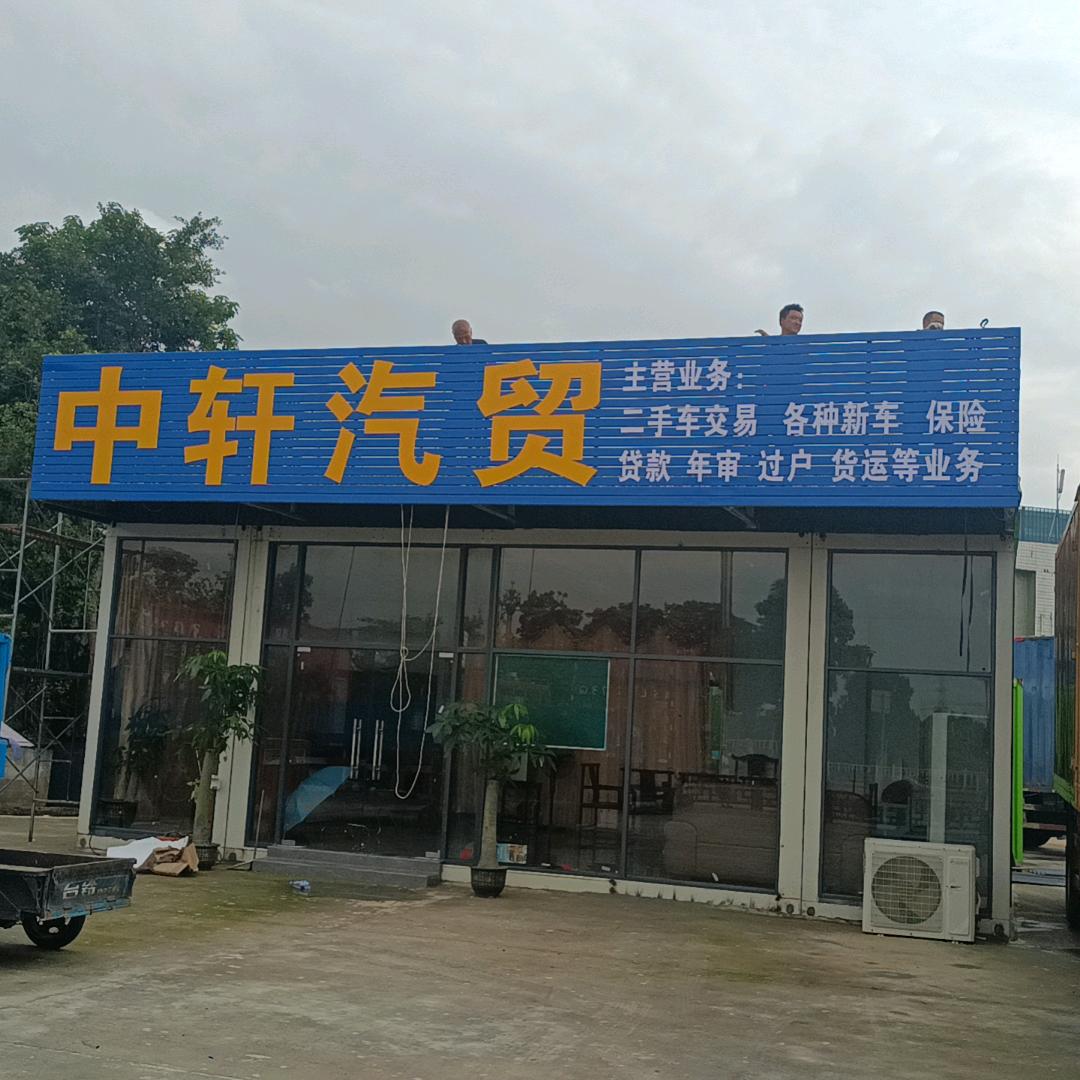 中轩汽贸
主营业务：
二手车交易 各种新车 保险
贷款 年审 过户 货运等业务
台铃